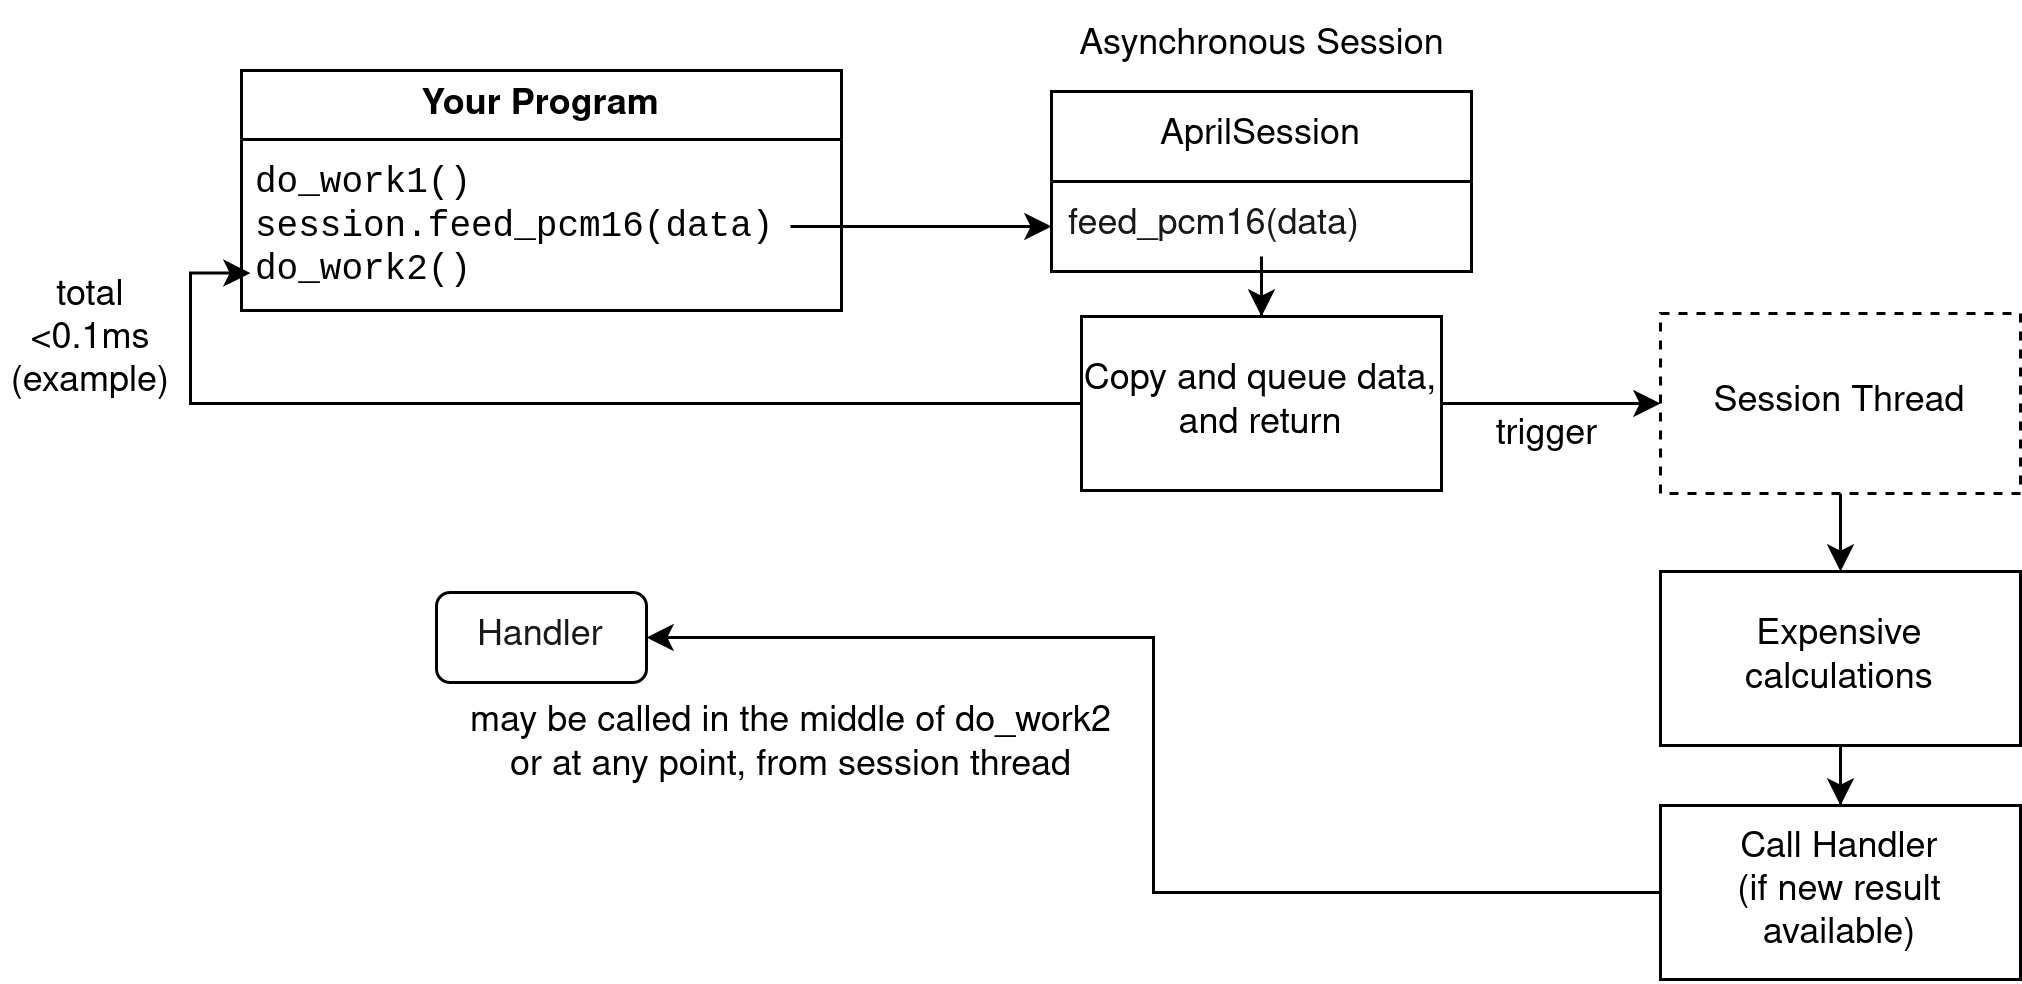 Asynchronous Session
Your Program
do_work1()
session.feed_pcm16(data)
do_work2()
AprilSession
feed_pcm16(data)
total
<0.1ms
(example)
Copy and queue data,
and return
trigger
Session Thread
Expensive
calculations
Handler
may be called in the middle of do_work2
or at any point, from session thread
Call Handler
(if new result
available)